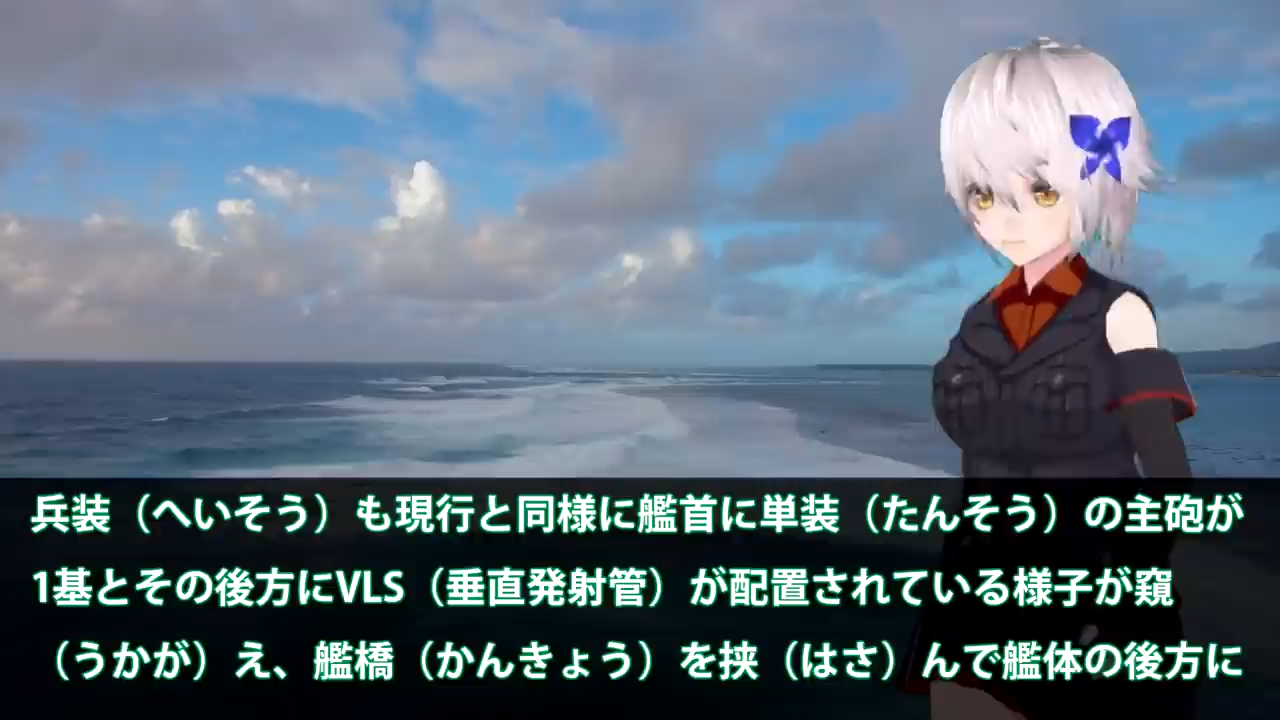 兵装（へいそう）も現行と同様に艦首に単装（たんそう）の主砲が
1基とその後方にVLS（垂直発射管）が配置されている様子が窺
（うかが）え、艦橋（かんきょう）を挟（はさ）んで艦体の後方に